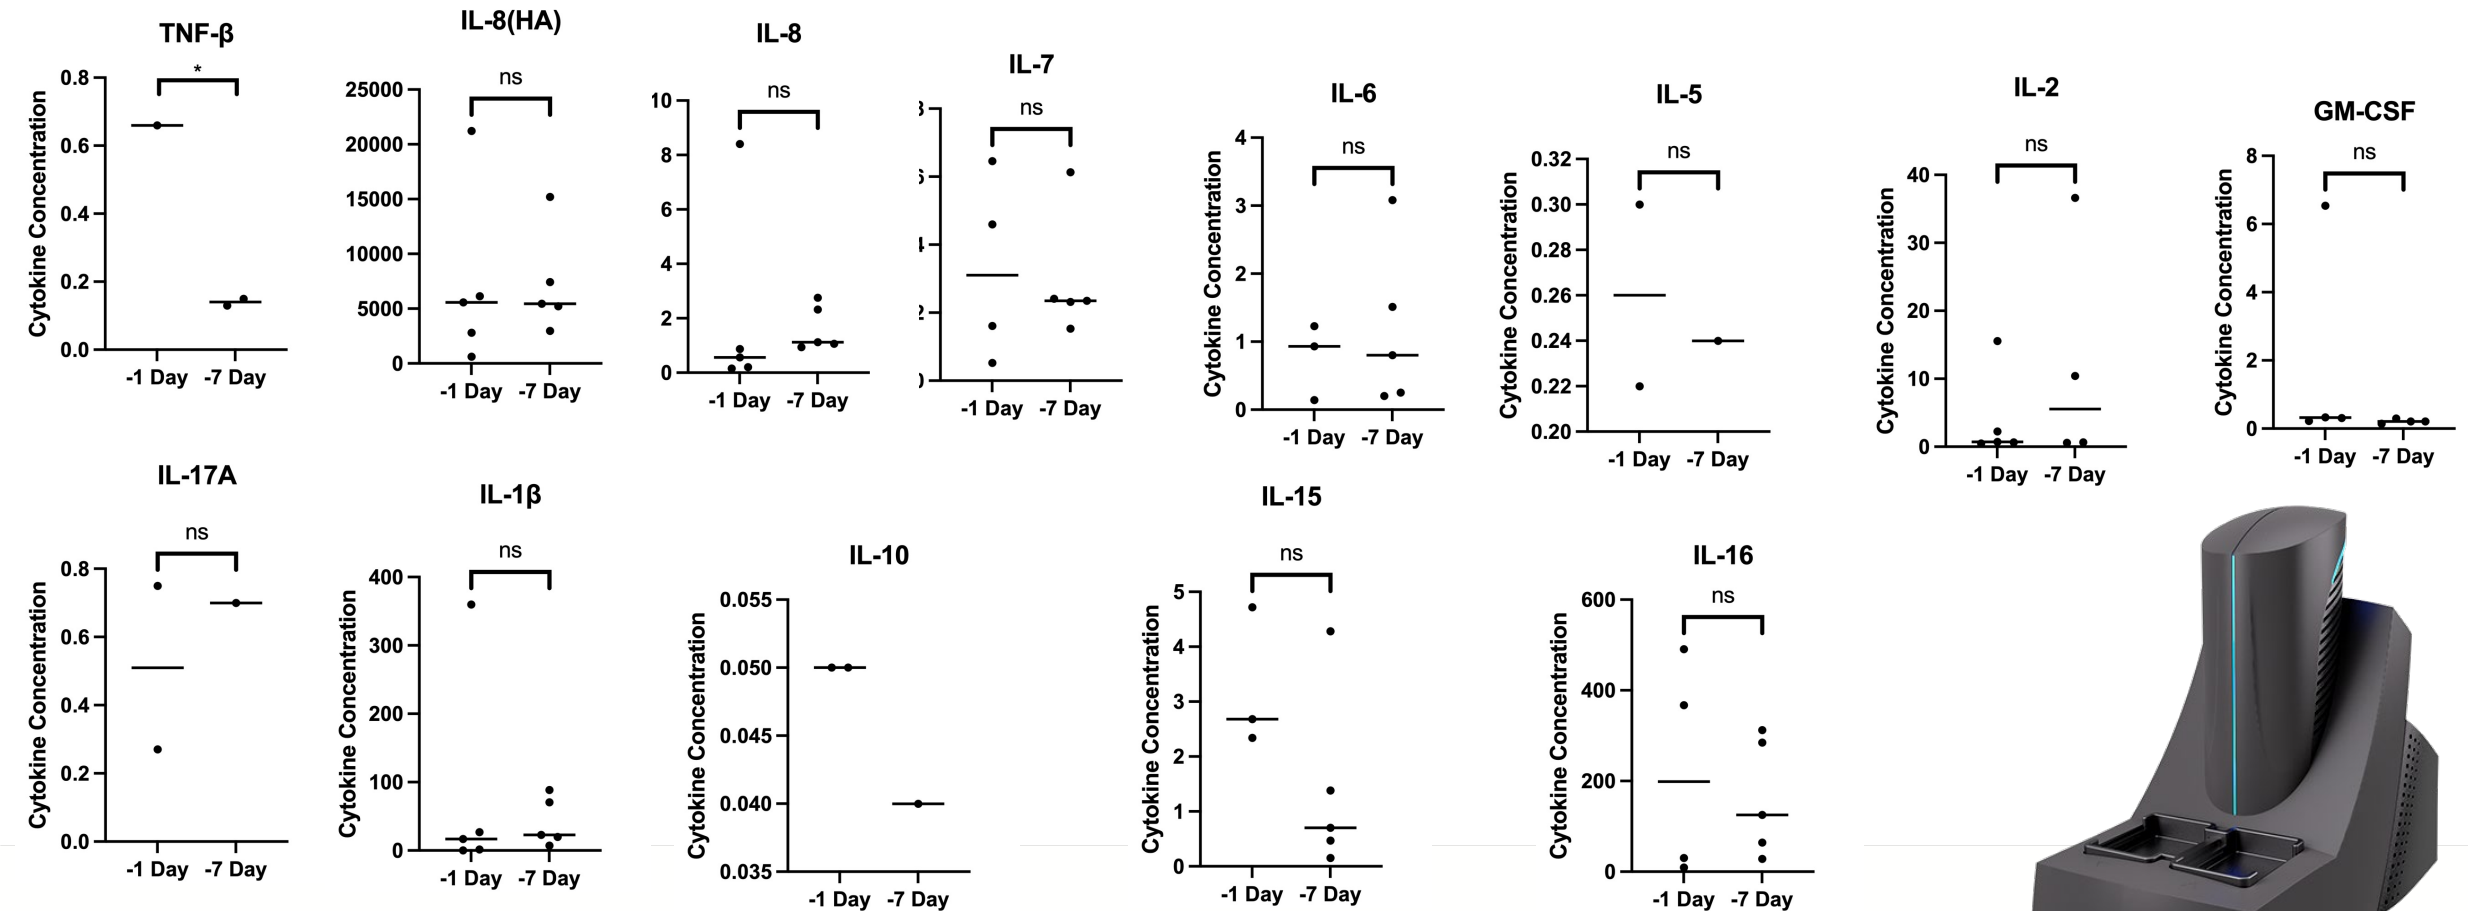 TNF-β
*
Cytokine Concentration
0.8
0.6
0.4
0.2
0.0
-1 Day -7 Day
IL-8(HA)
ns
25000
20000
15000
10000
5000
0
-1 Day -7 Day
IL-8
ns
10
8
6
4
2
0
-1 Day -7 Day
IL-7
ns
-1 Day -7 Day
IL-6
ns
Cytokine Concentration
4
3
2
1
0
-1 Day -7 Day
IL-5
ns
Cytokine Concentration
0.32
0.30
0.28
0.26
0.24
0.22
0.20
-1 Day -7 Day
IL-2
ns
Cytokine Concentration
40
30
20
10
0
-1 Day -7 Day
GM-CSF
ns
Cytokine Concentration
8
6
4
2
0
-1 Day -7 Day
IL-17A
ns
Cytokine Concentration
0.8
0.6
0.4
0.2
0.0
-1 Day -7 Day
IL-1β
ns
Cytokine Concentration
400
300
200
100
0
-1 Day -7 Day
IL-10
Cytokine Concentration
0.055
0.050
0.045
0.040
0.035
-1 Day -7 Day
IL-15
ns
Cytokine Concentration
5
4
3
2
1
0
-1 Day -7 Day
IL-16
ns
Cytokine Concentration
600
400
200
0
-1 Day -7 Day